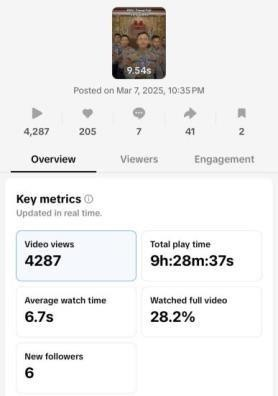 9.54s
Posted on Mar 7, 2025, 10:35 PM
4,287 205 7 41 2
Overview Viewers Engagement
Key metrics
Updated in real time.
Video views Total play time
4287 9h:28m:37s
Average watch time Watched full video
6.7s 28.2%
New followers
6